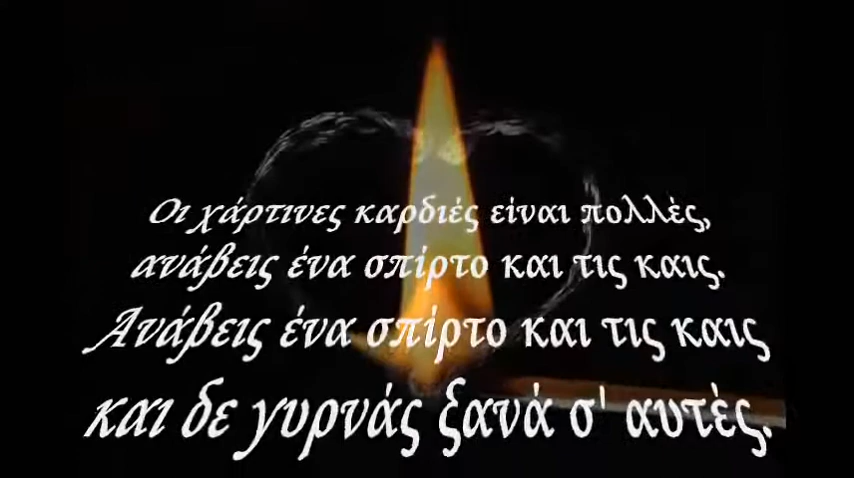 Οι χάρτινες καρδιές είναι πολλές,
ανάβεις ένα σπίρτο και τις καις.
Ανάβεις ένα σπίρτο και τις καις
και δε γυρνάς ξανά σ' αυτές.